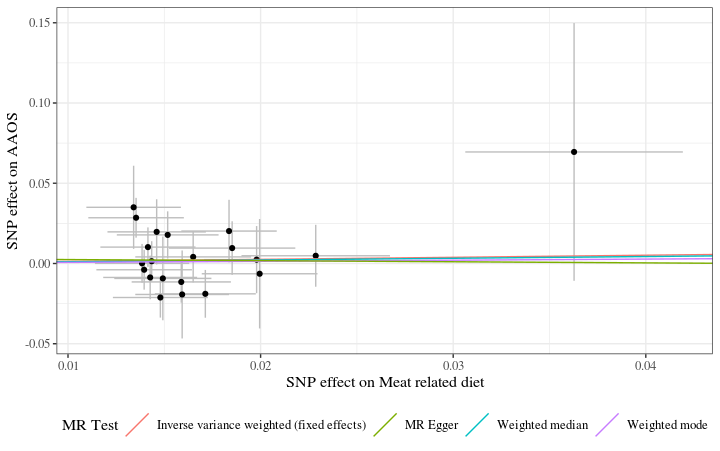 0.15
0.10
0.05
0.00
-0.05
SNP effect on AAOS
0.01 0.02 0.03 0.04
SNP effect on Meat related diet
MR Test Inverse variance weighted (fixed effects) MR Egger Weighted median Weighted mode